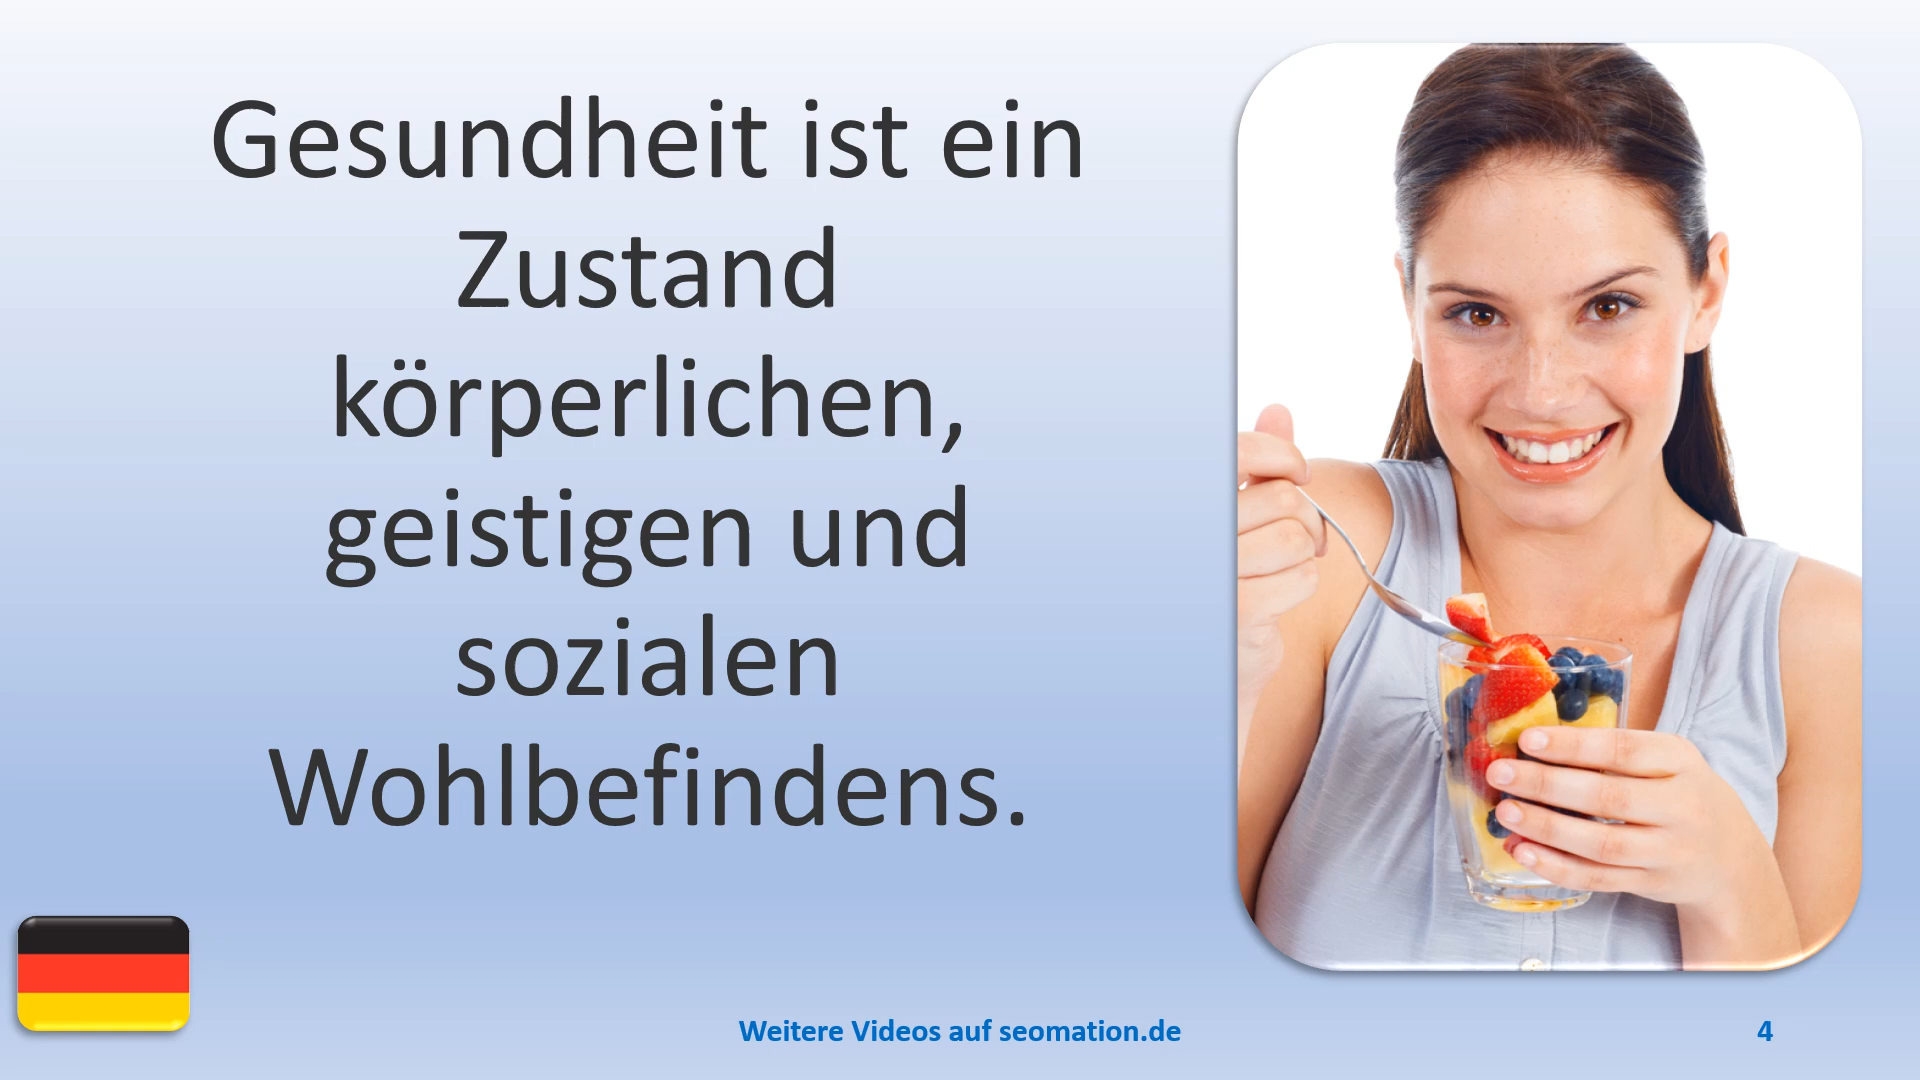 Gesundheit ist ein
Zustand
körperlichen,
geistigen und
sozialen
Wohlbefindens.
Weitere Videos auf seomation.de
4